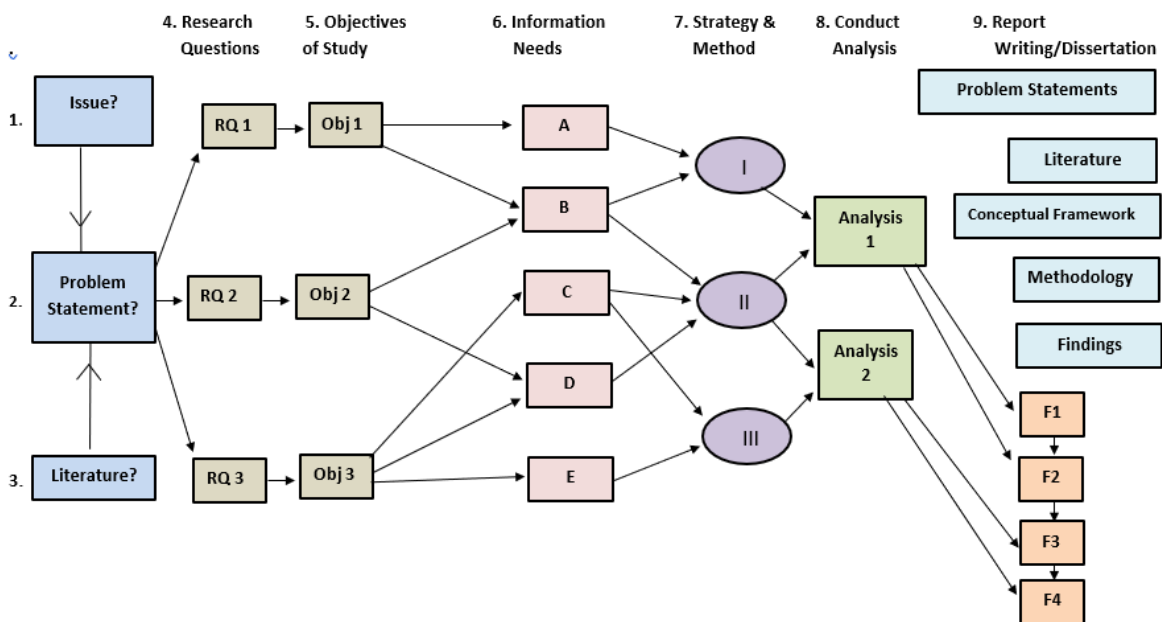 4. Research
Questions
5. Objectives
of Study
6. Information
Needs
7. Strategy &
Method
8. Conduct
Analysis
9. Report
Writing/Dissertation
1.
Issue?
2.
Problem
Statement?
3.
Literature?
RQ 1
RQ 2
RQ 3
Obj 1
Obj 2
Obj 3
A
B
C
D
E
I
II
III
Analysis
1
Analysis
2
Problem Statements
Literature
Conceptual Framework
Methodology
Findings
F1
F2
F3
F4